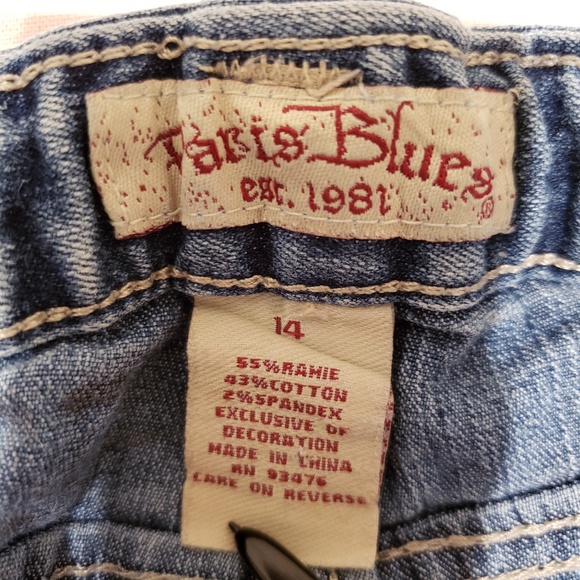 Paris Blues
est. 1981 ®
14
55%RAMIE
43%COTTON
2%SPANDEX
EXCLUSIVE OF
DECORATION
MADE IN CHINA
RN 93476
CARE ON REVERSE